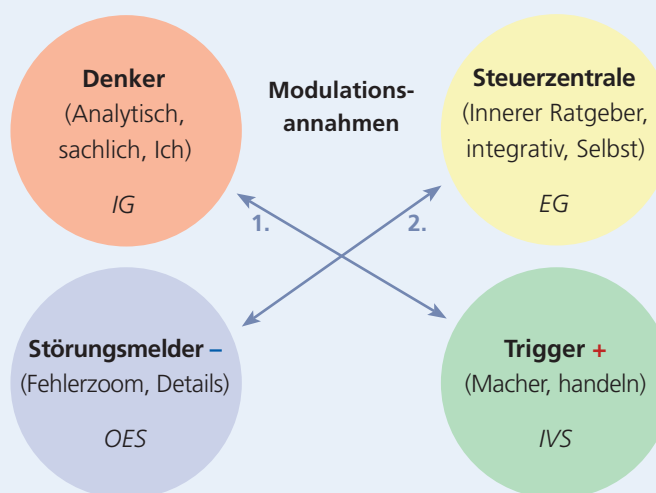 Denker
(Analytisch,
sachlich, Ich)
IG
Modulations-
annahmen
Steuerzentrale
(Innerer Ratgeber,
integrativ, Selbst)
EG
1.
2.
Störungsmelder –
(Fehlerzoom, Details)
OES
Trigger +
(Macher, handeln)
IVS